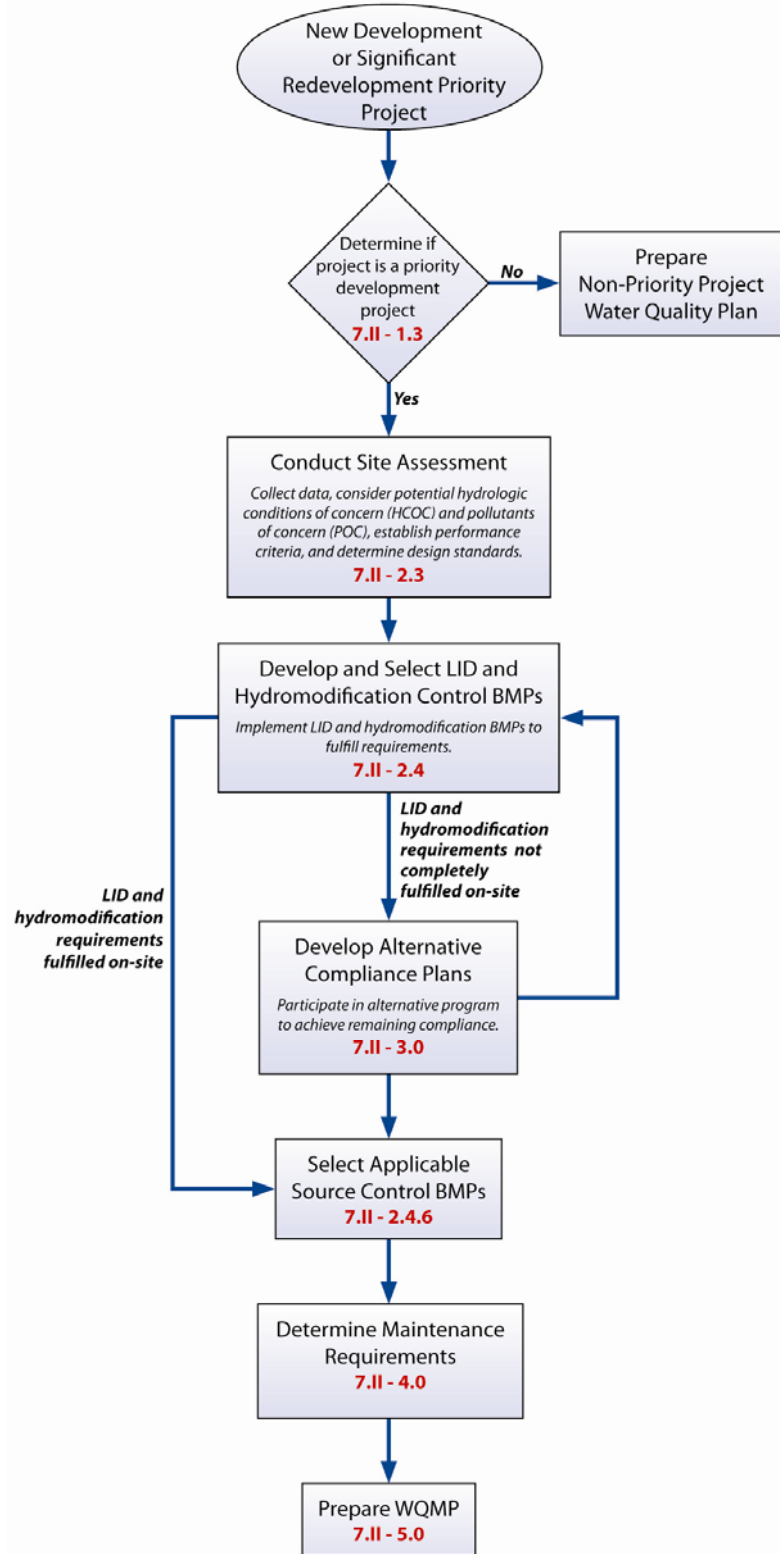 New Development
or Significant
Redevelopment Priority
Project
Determine if
project is a priority
development
project
7.II - 1.3
No
Prepare
Non-Priority Project
Water Quality Plan
Yes
Conduct Site Assessment
Collect data, consider potential hydrologic
conditions of concern (HCOC) and pollutants
of concern (POC), establish performance
criteria, and determine design standards.
7.II - 2.3
Develop and Select LID and
Hydromodification Control BMPs
Implement LID and hydromodification BMPs to
fulfill requirements.
7.II - 2.4
LID and
hydromodification
requirements not
completely
fulfilled on-site
LID and
hydromodification
requirements
fulfilled on-site
Develop Alternative
Compliance Plans
Participate in alternative program
to achieve remaining compliance.
7.II - 3.0
Select Applicable
Source Control BMPs
7.II - 2.4.6
Determine Maintenance
Requirements
7.II - 4.0
Prepare WQMP
7.II - 5.0